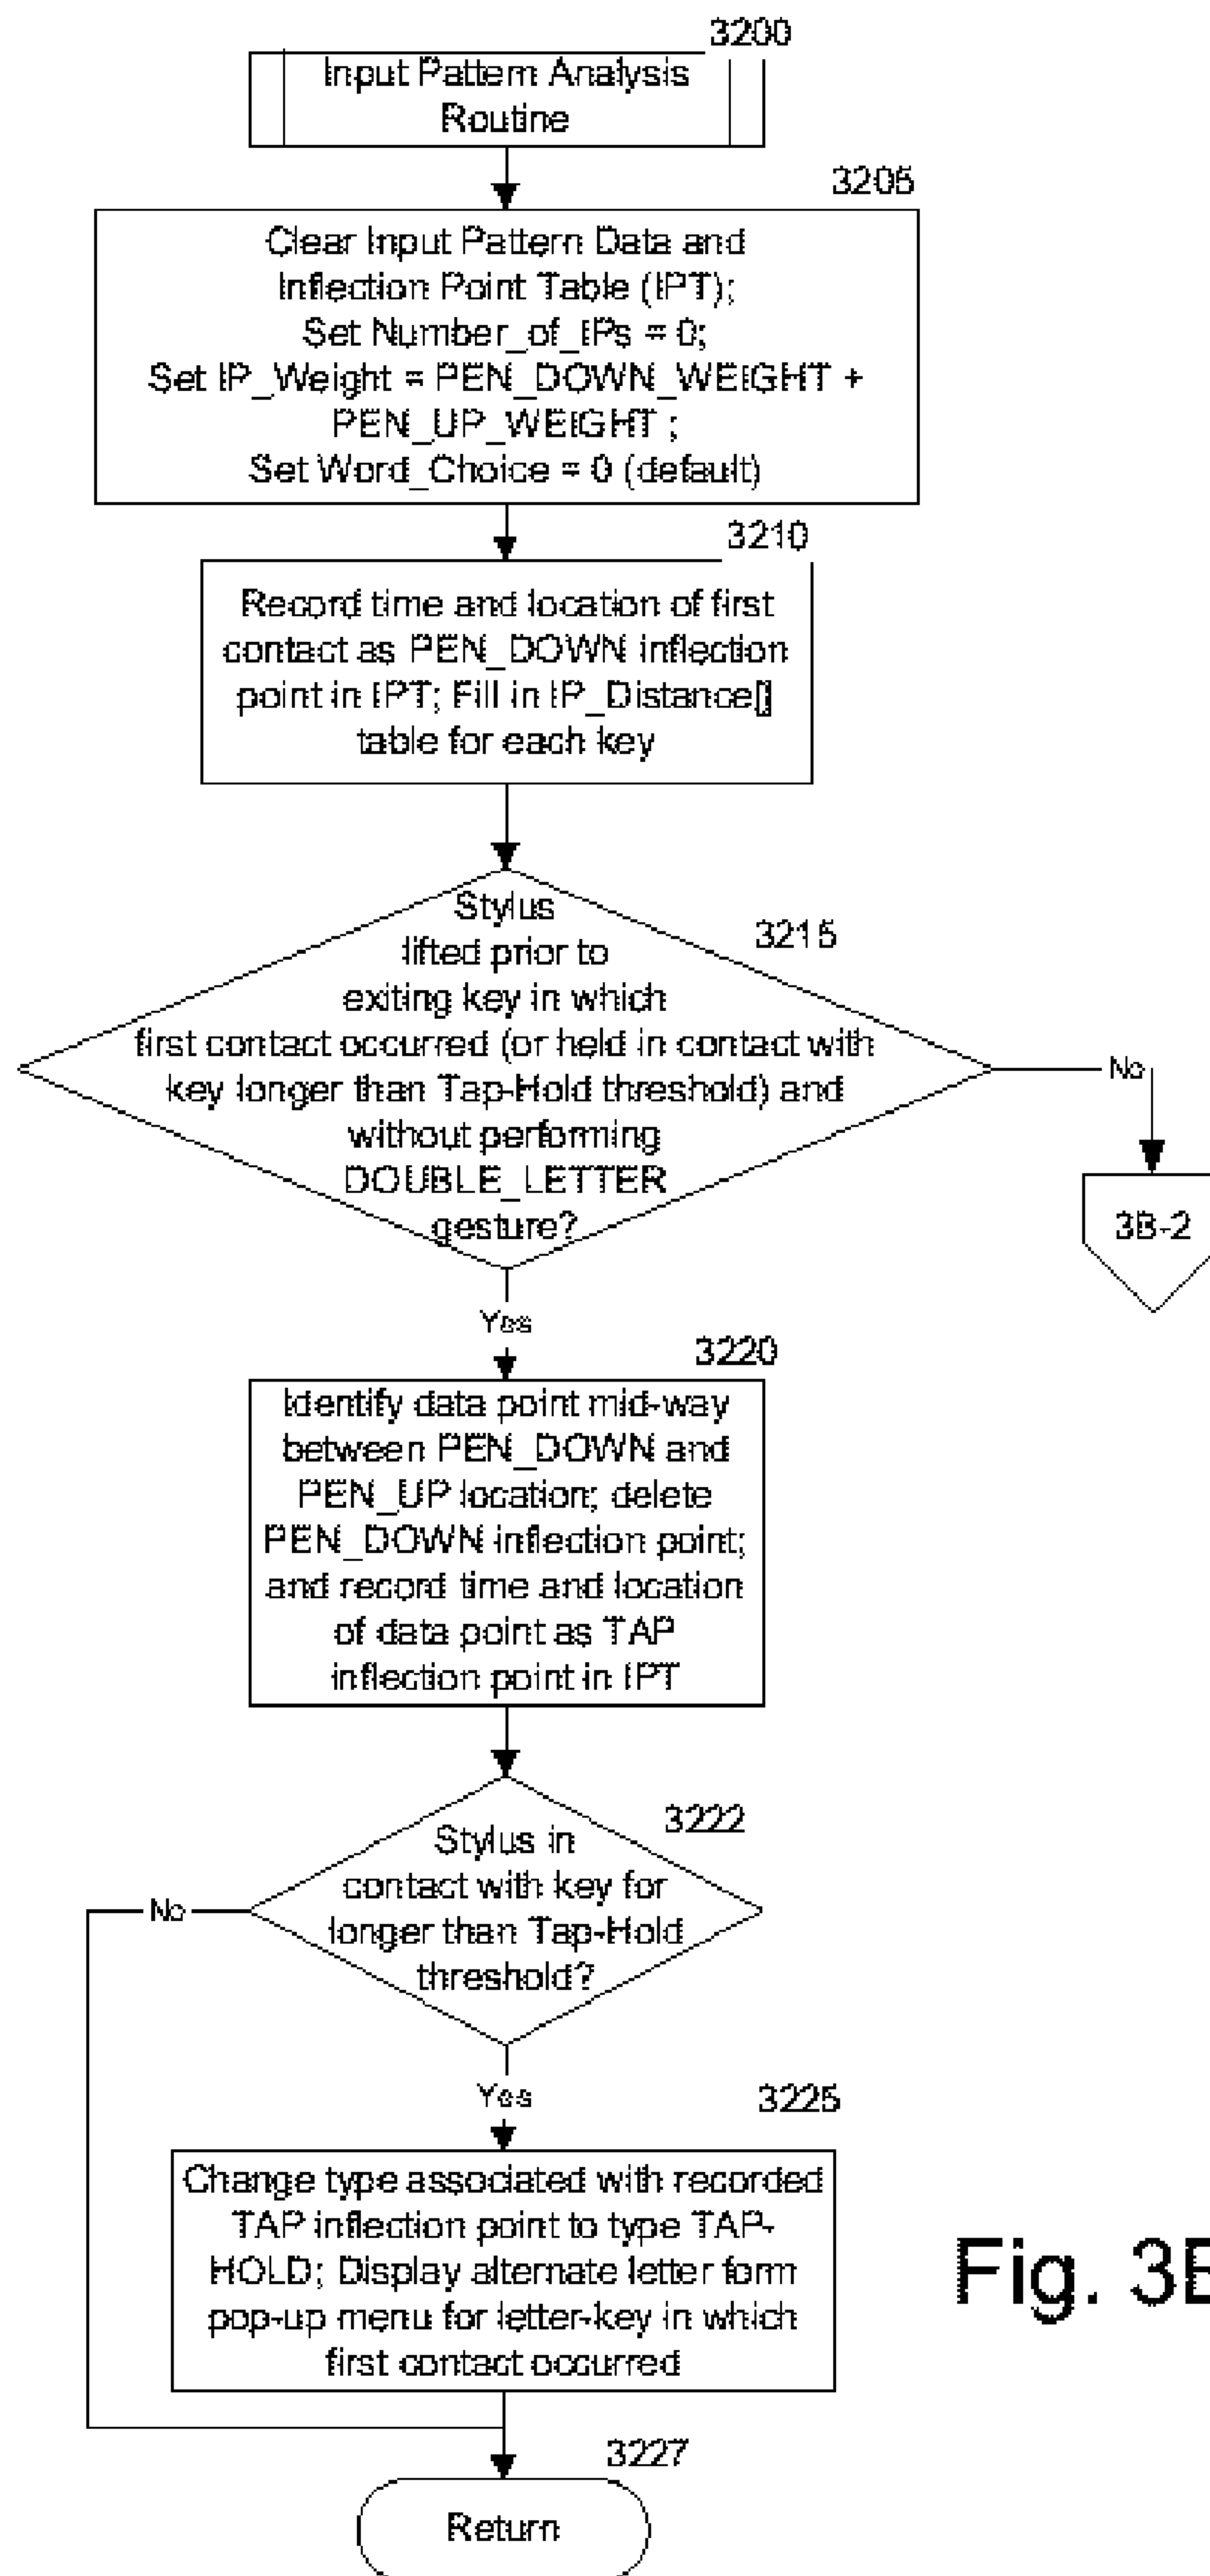 3200
Input Pattern Analysis
Routine
3205
Clear Input Pattern Data and
Inflection Point Table (IPT);
Set Number_of_IPs = 0;
Set IP_Weight = PEN_DOWN_WEIGHT +
PEN_UP_WEIGHT ;
Set Word_Choice = 0 (default)
3210
Record time and location of first
contact as PEN_DOWN inflection
point in IPT; Fill in IP_Distance[]
table for each key
Stylus
3215
lifted prior to
exiting key in which
first contact occurred (or held in contact with
key longer than Tap-Hold threshold) and
without performing
DOUBLE_LETTER
gesture?
No
3B-2
Yes
3220
Identify data point mid-way
between PEN_DOWN and
PEN_UP location; delete
PEN_DOWN inflection point;
and record time and location
of data point as TAP
inflection point in IPT
3222
Stylus in
contact with key for
longer than Tap-Hold
threshold?
No
Yes
3225
Change type associated with recorded
TAP inflection point to type TAP-
HOLD; Display alternate letter form
pop-up menu for letter-key in which
first contact occurred
Fig. 3B
3227
Return